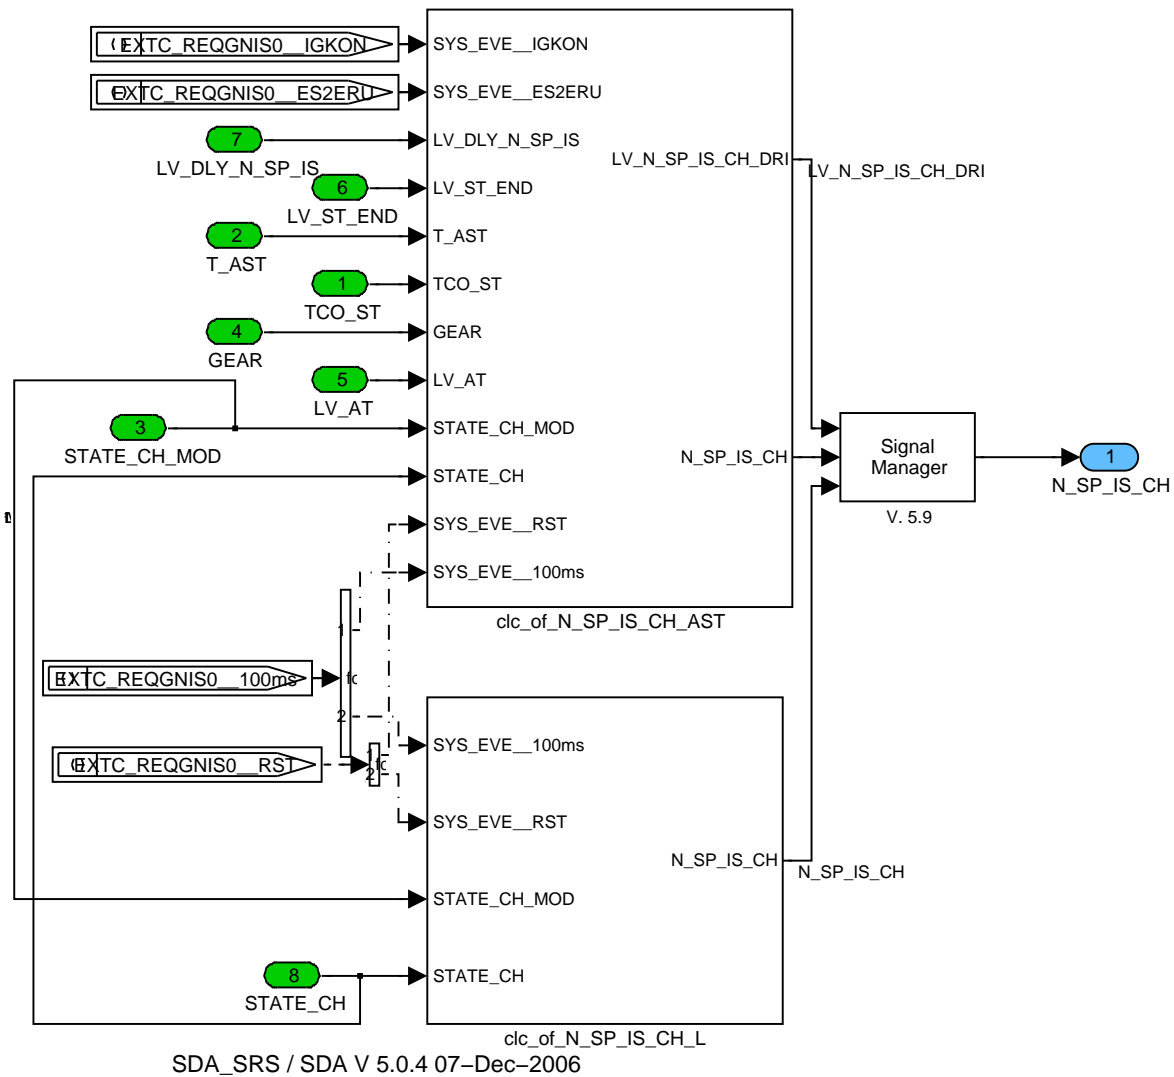 EXTC_REQGNIS0__IGKON
SYS_EVE__IGKON
EXTC_REQGNIS0__ES2ERU
SYS_EVE__ES2ERU
7
LV_DLY_N_SP_IS
LV_DLY_N_SP_IS
LV_N_SP_IS_CH_DRI
LV_N_SP_IS_CH_DRI
6
LV_ST_END
LV_ST_END
2
T_AST
T_AST
1
TCO_ST
TCO_ST
4
GEAR
GEAR
5
LV_AT
LV_AT
3
STATE_CH_MOD
STATE_CH_MOD
STATE_CH
N_SP_IS_CH
Signal
Manager
V. 5.9
1
N_SP_IS_CH
SYS_EVE__RST
SYS_EVE__100ms
clc_of_N_SP_IS_CH_AST
1
EXTC_REQGNIS0__100ms
fc
2
SYS_EVE__100ms
EXTC_REQGNIS0__RST
1
2
fc
SYS_EVE__RST
N_SP_IS_CH
N_SP_IS_CH
STATE_CH_MOD
8
STATE_CH
STATE_CH
clc_of_N_SP_IS_CH_L
SDA_SRS / SDA V 5.0.4 07–Dec–2006